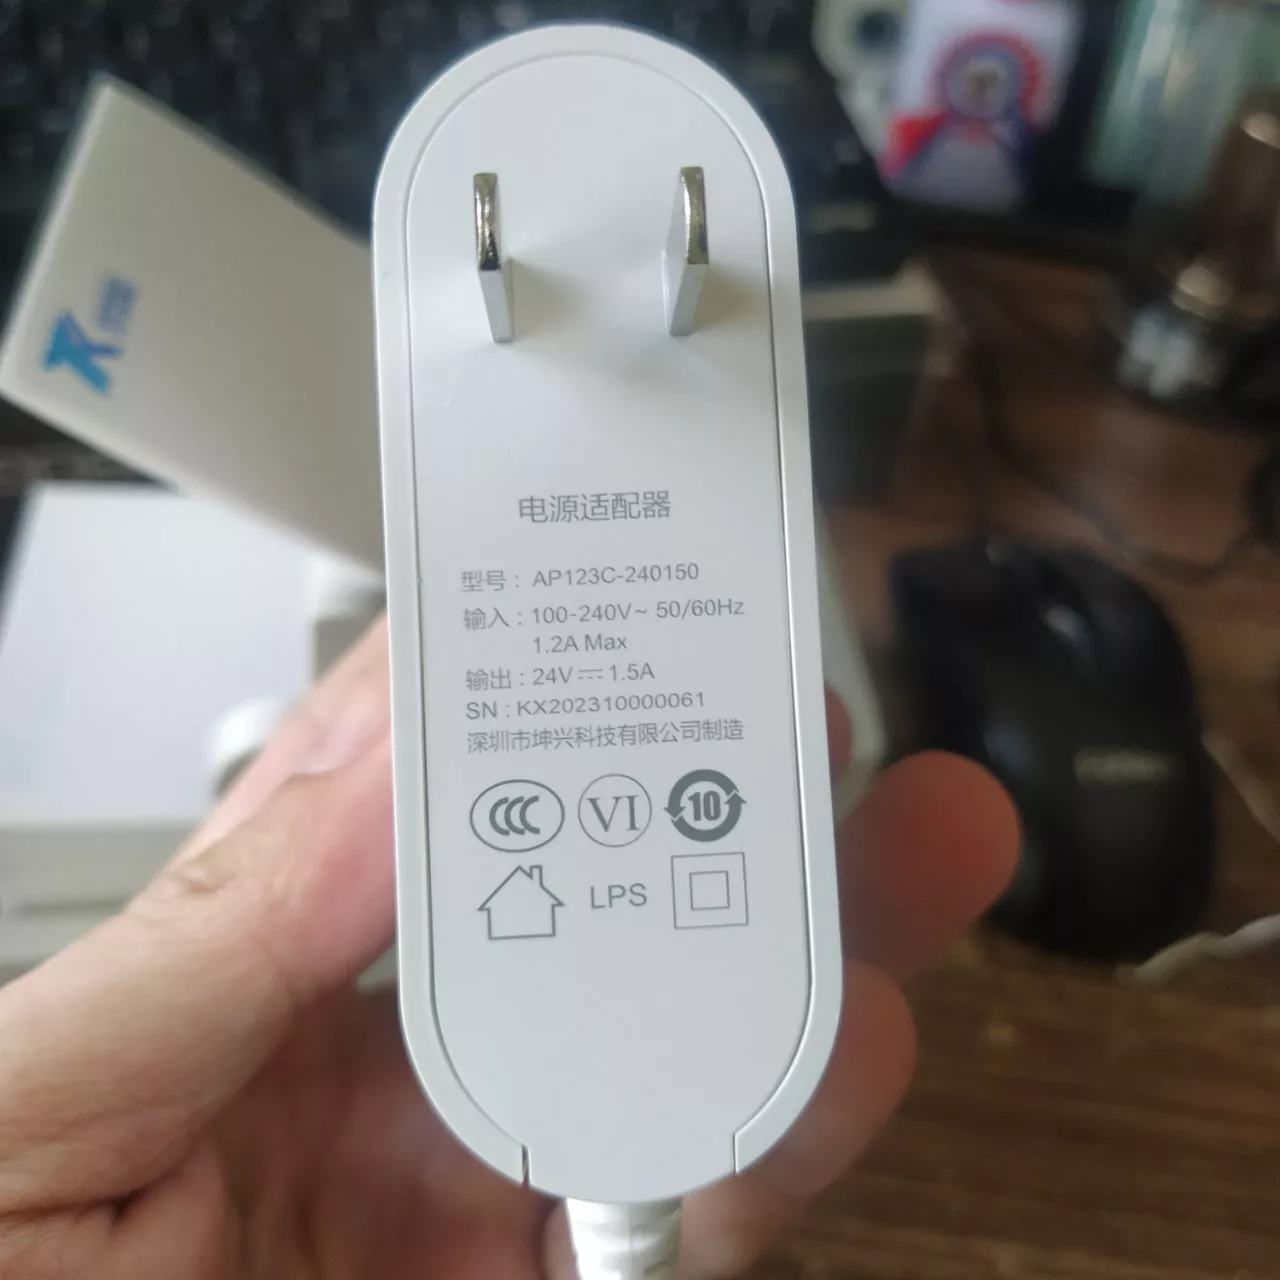 电源适配器
型号：AP123C-240150
输入：100-240V~ 50/60Hz
1.2A Max
输出：24V⎓1.5A
SN：KX202310000061
深圳市坤兴科技有限公司制造
CCC
VI
10
LPS